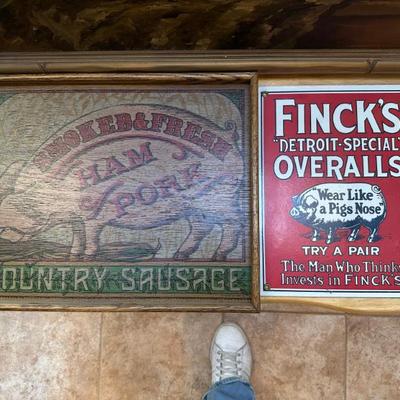 SMOKED & FRESH
HAM
PORK
COUNTRY-SAUSAGE
FINCK'S
"DETROIT-SPECIAL"
OVERALLS
"Wear Like
a Pigs Nose"
TRY A PAIR
The Man Who Thinks
Invests in FINCK'S